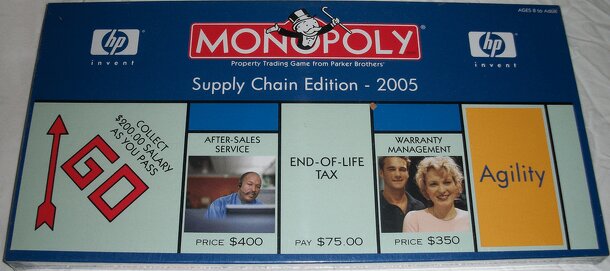 AGES 8 to Adult
hp
invent
MONOPOLY
hp
invent
Property Trading Game from Parker Brothers
Supply Chain Edition - 2005
COLLECT
$200.00 SALARY
AS YOU PASS
GO
AFTER-SALES
SERVICE
PRICE $400
END-OF-LIFE
TAX
PAY $75.00
WARRANTY
MANAGEMENT
PRICE $350
Agility